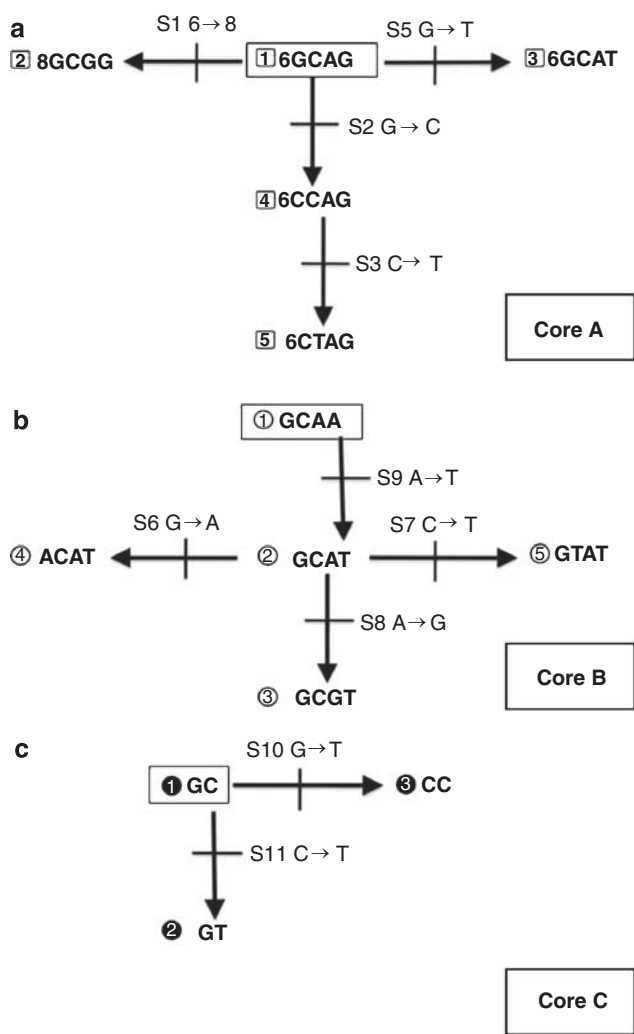 a
S1 6→8
S5 G→T
2 8GCGG
1 6GCAG
3 6GCAT
S2 G→C
4 6CCAG
S3 C→T
5 6CTAG
Core A
b
① GCAA
S9 A→T
S6 G→A
S7 C→T
④ ACAT
② GCAT
⑤ GTAT
S8 A→G
③ GCGT
Core B
c
S10 G→T
❶ GC
❸ CC
S11 C→T
❷ GT
Core C